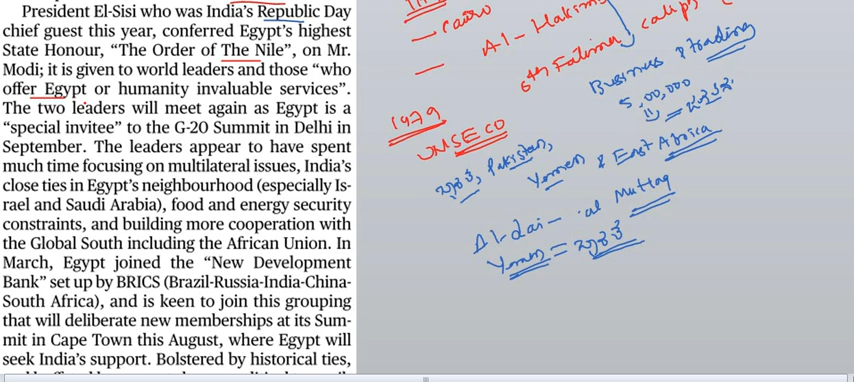 President El-Sisi who was India's Republic Day
chief guest this year, conferred Egypt's highest
State Honour, “The Order of The Nile”, on Mr.
Modi; it is given to world leaders and those “who
offer Egypt or humanity invaluable services”.
The two leaders will meet again as Egypt is a
“special invitee” to the G-20 Summit in Delhi in
September. The leaders appear to have spent
much time focusing on multilateral issues, India's
close ties in Egypt's neighbourhood (especially Is-
rael and Saudi Arabia), food and energy security
constraints, and building more cooperation with
the Global South including the African Union. In
March, Egypt joined the “New Development
Bank” set up by BRICS (Brazil-Russia-India-China-
South Africa), and is keen to join this grouping
that will deliberate new memberships at its Sum-
mit in Cape Town this August, where Egypt will
seek India's support. Bolstered by historical ties,
— Cairo
Al-Hakim
6th Fatimid
Business & trading
5,00,000
1979
UNSECO
ಭಾರತ, Pakistan,
Yemen & East Africa
Al-dai- al Muttaq
Yemen = ಭಾರತ